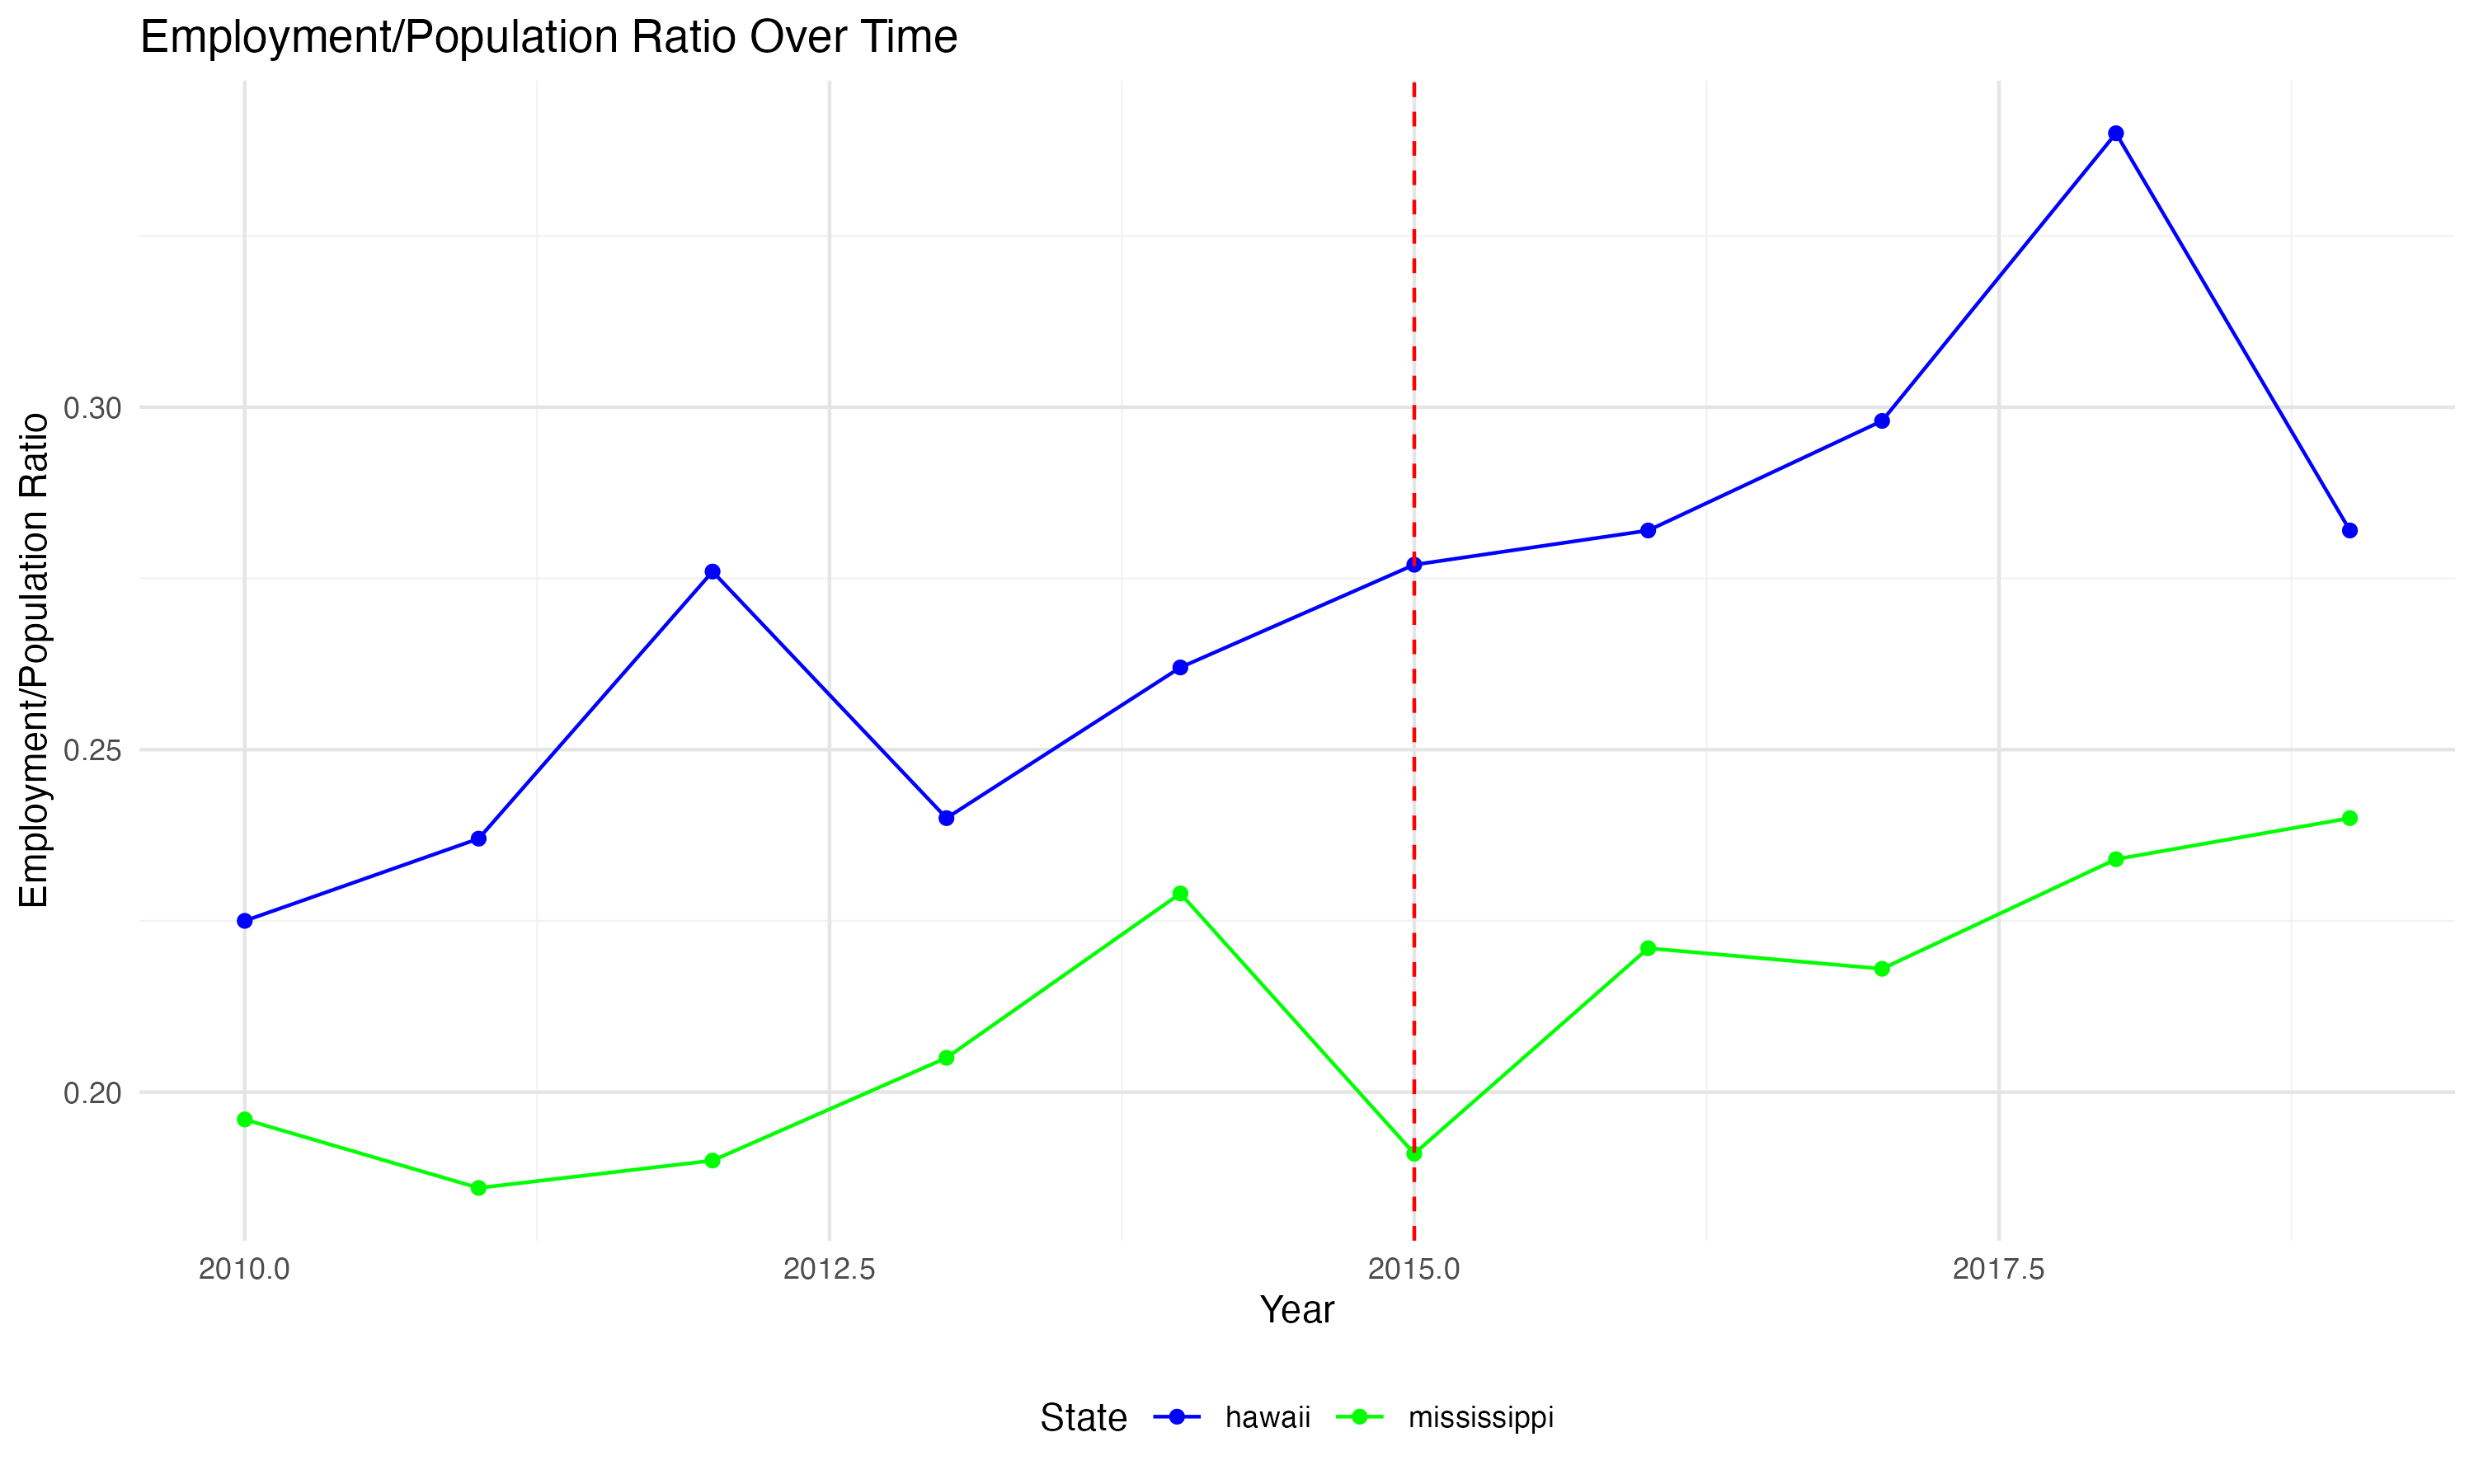 Employment/Population Ratio Over Time
Employment/Population Ratio
0.30
0.25
0.20
2010.0 2012.5 2015.0 2017.5
Year
State hawaii mississippi